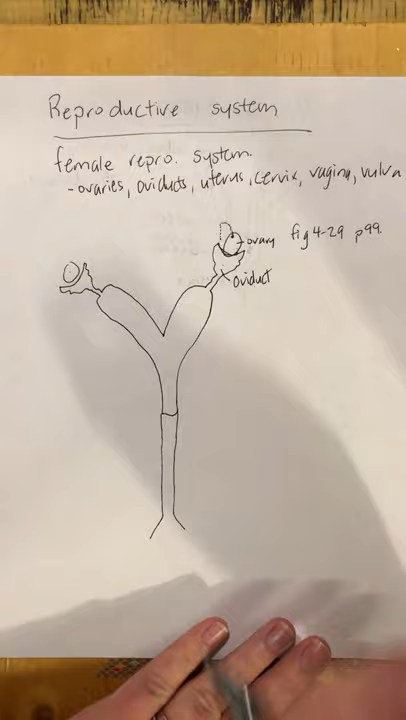 Reproductive system
female repro. system.
- ovaries, oviducts, uterus, cervix, vagina, vulva
ovary fig 4-29 p99.
oviduct